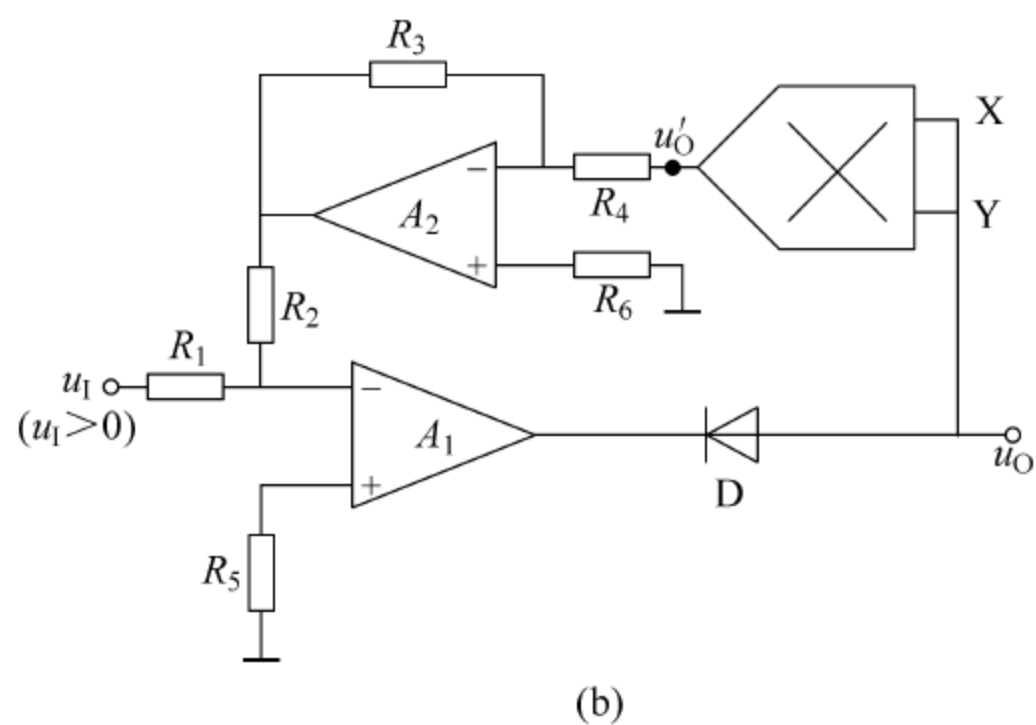 R3
u′O
X
− R4
A2
Y
+
R6
R2
R1
uI
(uI>0)
−
A1
+
D
uO
R5
(b)